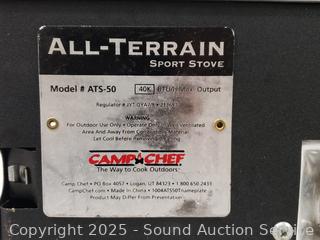 ALL-TERRAIN
SPORT STOVE
Model # ATS-50 40K BTU/H Max. Output
Regulator #
WARNING
For Outdoor Use Only • Operate Only In Well Ventilated
Area And Away From Combustible Material
Let Cool Before Removing
CAMP CHEF
The Way to Cook Outdoors
Camp Chef • PO Box 4057 • Logan, UT 84323 • 1 800 650 2433
CampChef.com • Made In China • 1004ATS50Tnameplate
Product May Differ From Presentation
Copyright 2025 - Sound Auction Service